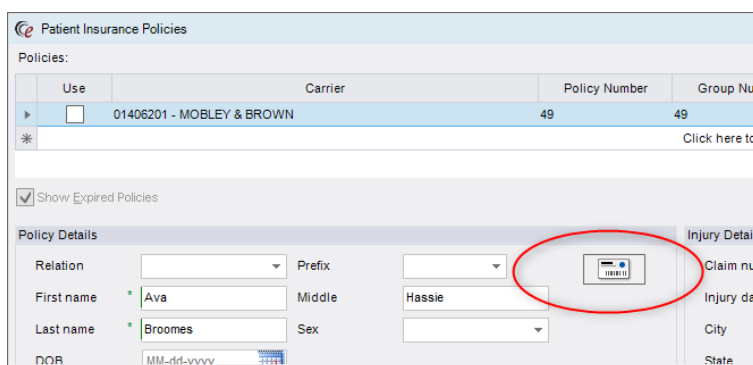 Patient Insurance Policies
Policies:
Use Carrier Policy Number Group Nu
01406201 - MOBLEY & BROWN 49 49
Click here to
Show Expired Policies
Policy Details Injury Detai
Relation Prefix Claim nu
First name * Ava Middle Hassie Injury da
Last name * Broomes Sex City
DOB MM-dd-yyyy State